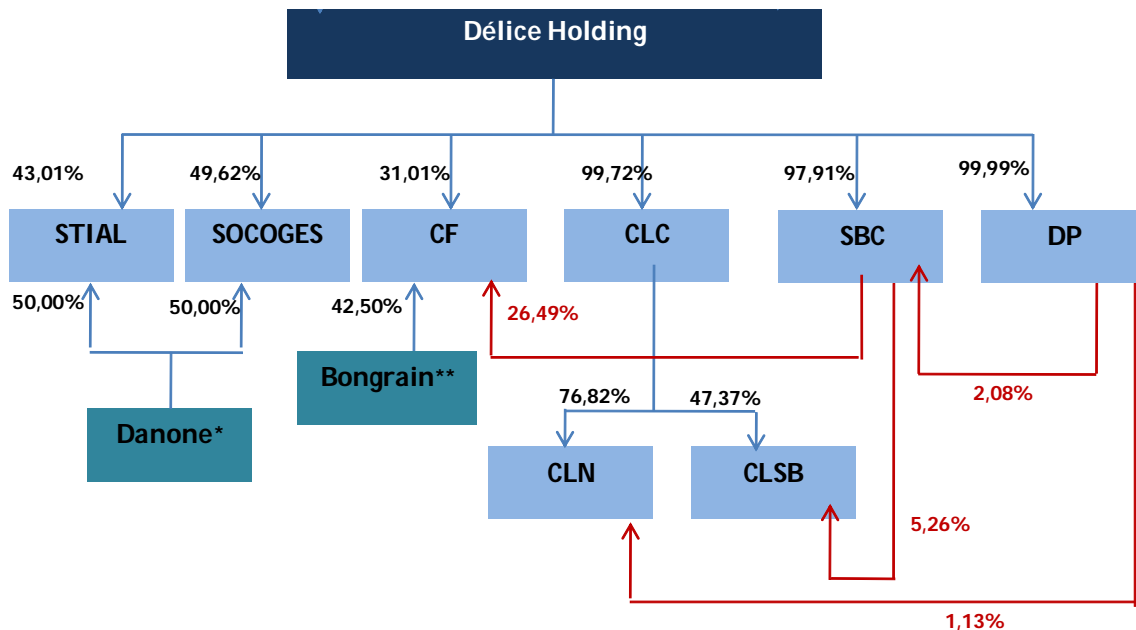 Délice Holding
43,01%
49,62%
31,01%
99,72%
97,91%
99,99%
STIAL
SOCOGES
CF
CLC
SBC
DP
50,00%
50,00%
42,50%
26,49%
Bongrain**
76,82%
47,37%
2,08%
Danone*
CLN
CLSB
5,26%
1,13%